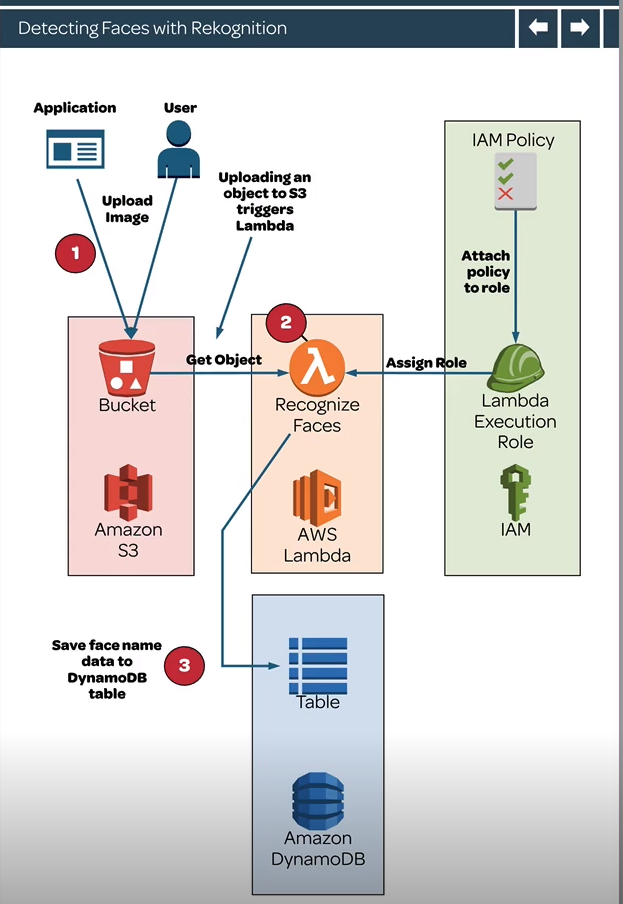 Detecting Faces with Rekognition
Application
User
Upload
Image
Uploading an
object to S3
triggers
Lambda
1
IAM Policy
Attach
policy
to role
2
Get Object
Assign Role
Bucket
Recognize
Faces
Lambda
Execution
Role
Amazon
S3
AWS
Lambda
IAM
Save face name
data to
DynamoDB
table
3
Table
Amazon
DynamoDB